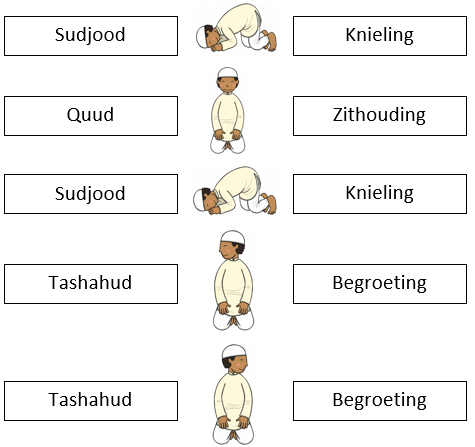 Sudjood Knieling
Quud Zithouding
Sudjood Knieling
Tashahud Begroeting
Tashahud Begroeting